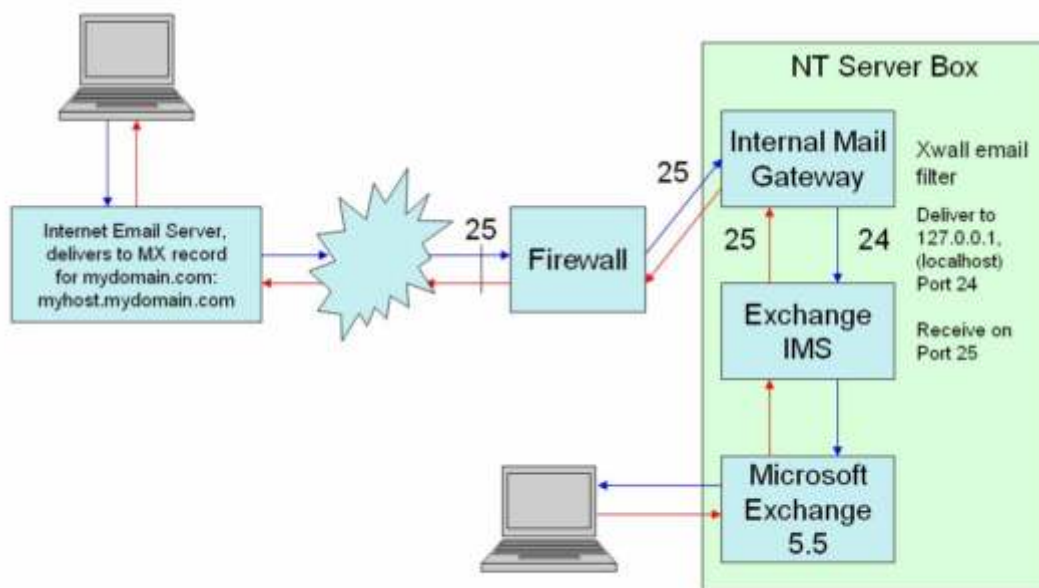 NT Server Box
Internal Mail
Gateway
Xwall email
filter
25
Internet Email Server,
delivers to MX record
for mydomain.com:
myhost.mydomain.com
25
Firewall
25
24
Deliver to
127.0.0.1,
(localhost)
Port 24
Exchange
IMS
Receive on
Port 25
Microsoft
Exchange
5.5